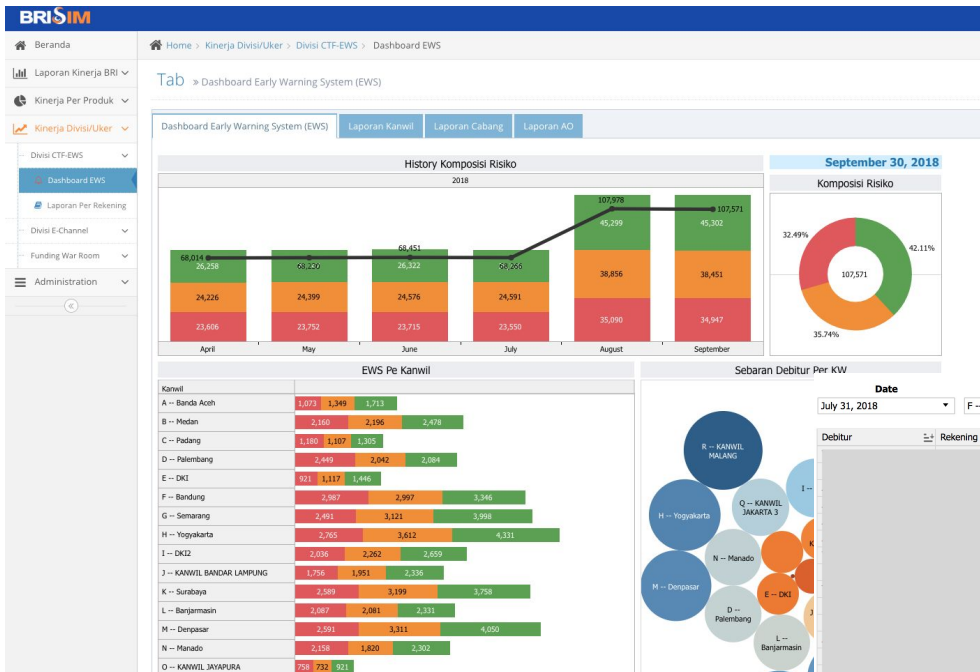 BRISIM
Beranda
Laporan Kinerja BRI
Kinerja Per Produk
Kinerja Divisi/Uker
Divisi CTF-EWS
Dashboard EWS
Laporan Per Rekening
Divisi E-Channel
Funding War Room
Administration
Home > Kinerja Divisi/Uker > Divisi CTF-EWS > Dashboard EWS
Tab » Dashboard Early Warning System (EWS)
Dashboard Early Warning System (EWS) Laporan Kanwil Laporan Cabang Laporan AO
History Komposisi Risiko
2018
68,014 68,451 107,978 107,571
26,258 68,230 26,322 68,266 45,299 45,302
24,226 24,399 24,576 24,591 38,856 38,451
23,606 23,752 23,715 23,550 35,090 34,947
April May June July August September
September 30, 2018
Komposisi Risiko
32.49%
42.11%
107,571
35.74%
EWS Pe Kanwil
Kanwil
A -- Banda Aceh 1,073 1,349 1,713
B -- Medan 2,160 2,196 2,478
C -- Padang 1,180 1,107 1,305
D -- Palembang 2,449 2,042 2,084
E -- DKI 921 1,117 1,446
F -- Bandung 2,987 2,997 3,346
G -- Semarang 2,491 3,121 3,998
H -- Yogyakarta 2,765 3,612 4,331
I -- DKI2 2,036 2,262 2,659
J -- KANWIL BANDAR LAMPUNG 1,756 1,951 2,336
K -- Surabaya 2,589 3,199 3,758
L -- Banjarmasin 2,087 2,081 2,331
M -- Denpasar 2,591 3,311 4,050
N -- Manado 2,158 1,820 2,302
O -- KANWIL JAYAPURA 758 732 921
Sebaran Debitur Per KW
R -- KANWIL
MALANG
I --
Q -- KANWIL
JAKARTA 3
H -- Yogyakarta
K
N -- Manado
M -- Denpasar
E -- DKI
J
D --
Palembang
L --
Banjarmasin
Date
July 31, 2018 F --
Debitur Rekening